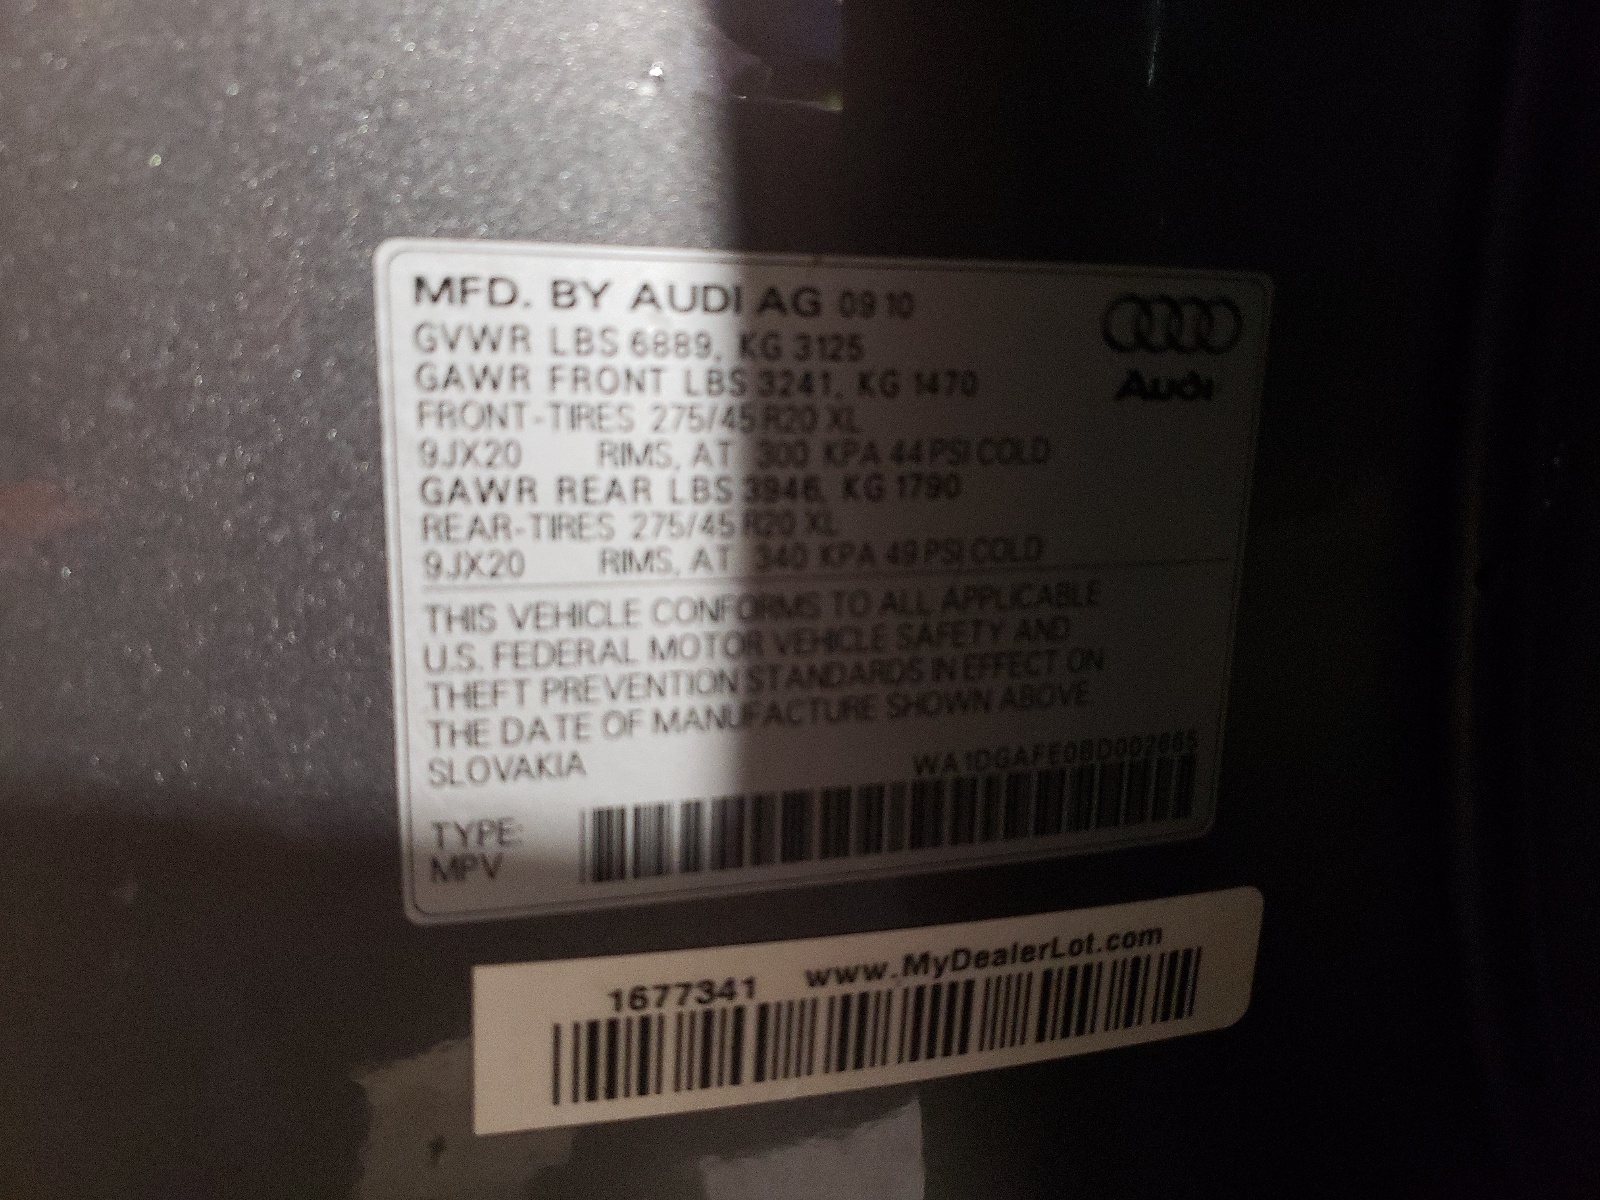 MFD. BY AUDI AG 09 10
GVWR LBS 6889, KG 3125
GAWR FRONT LBS 3241, KG 1470
FRONT-TIRES 275/45 R20 XL
9JX20 RIMS, AT 300 KPA 44 PSI COLD
GAWR REAR LBS 3946, KG 1790
REAR-TIRES 275/45 R20 XL
9JX20 RIMS, AT 340 KPA 49 PSI COLD
Audi
THIS VEHICLE CONFORMS TO ALL APPLICABLE
U.S. FEDERAL MOTOR VEHICLE SAFETY AND
THEFT PREVENTION STANDARDS IN EFFECT ON
THE DATE OF MANUFACTURE SHOWN ABOVE
SLOVAKIA WA1DGAFE0BD002665
TYPE:
MPV
1677341 www.MyDealerLot.com